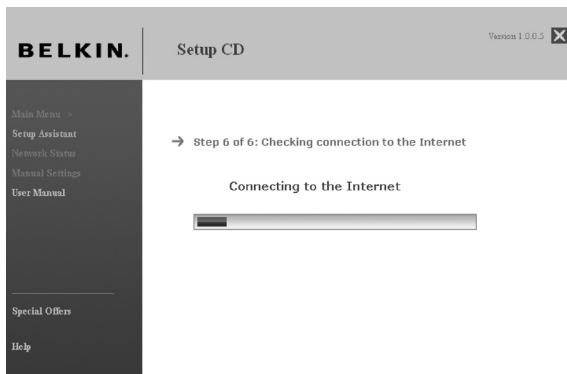 BELKIN.
Setup CD
Version 1.0.0.5
Main Menu >
Setup Assistant
Network Status
Manual Settings
User Manual
Special Offers
Help
→ Step 6 of 6: Checking connection to the Internet
Connecting to the Internet